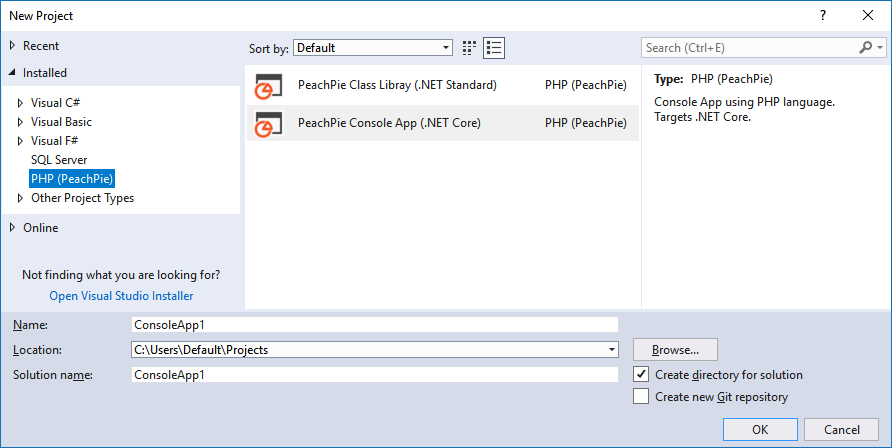 New Project
?
Recent
Installed
Visual C#
Visual Basic
Visual F#
SQL Server
PHP (PeachPie)
Other Project Types
Online
Not finding what you are looking for?
Open Visual Studio Installer
Sort by: Default
PeachPie Class Libray (.NET Standard) PHP (PeachPie)
PeachPie Console App (.NET Core) PHP (PeachPie)
Search (Ctrl+E)
Type: PHP (PeachPie)
Console App using PHP language.
Targets .NET Core.
Name: ConsoleApp1
Location: C:\Users\Default\Projects Browse...
Solution name: ConsoleApp1 Create directory for solution
Create new Git repository
OK Cancel